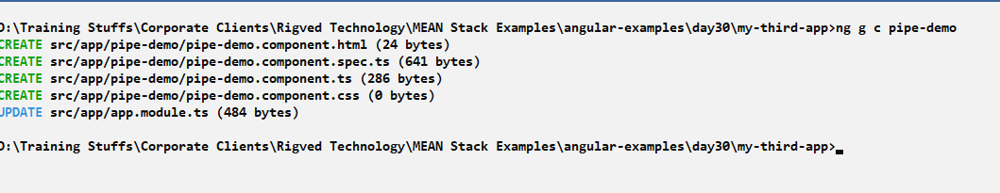 D:\Training Stuffs\Corporate Clients\Rigved Technology\MEAN Stack Examples\angular-examples\day30\my-third-app>ng g c pipe-demo
CREATE src/app/pipe-demo/pipe-demo.component.html (24 bytes)
CREATE src/app/pipe-demo/pipe-demo.component.spec.ts (641 bytes)
CREATE src/app/pipe-demo/pipe-demo.component.ts (286 bytes)
CREATE src/app/pipe-demo/pipe-demo.component.css (0 bytes)
UPDATE src/app/app.module.ts (484 bytes)
D:\Training Stuffs\Corporate Clients\Rigved Technology\MEAN Stack Examples\angular-examples\day30\my-third-app>